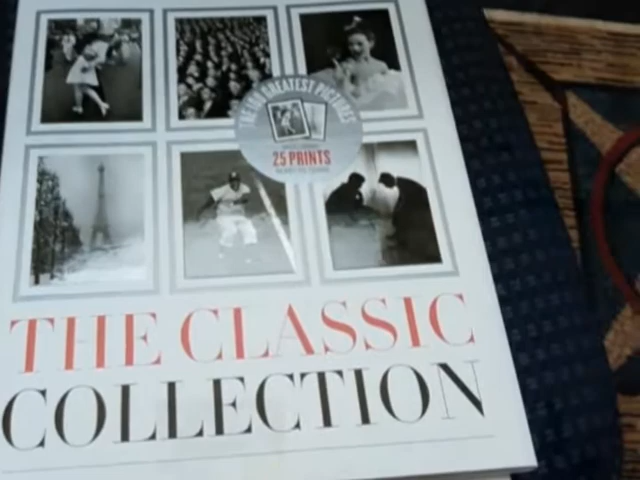 THE 100 GREATEST PICTURES
25 PRINTS
THE CLASSIC
COLLECTION